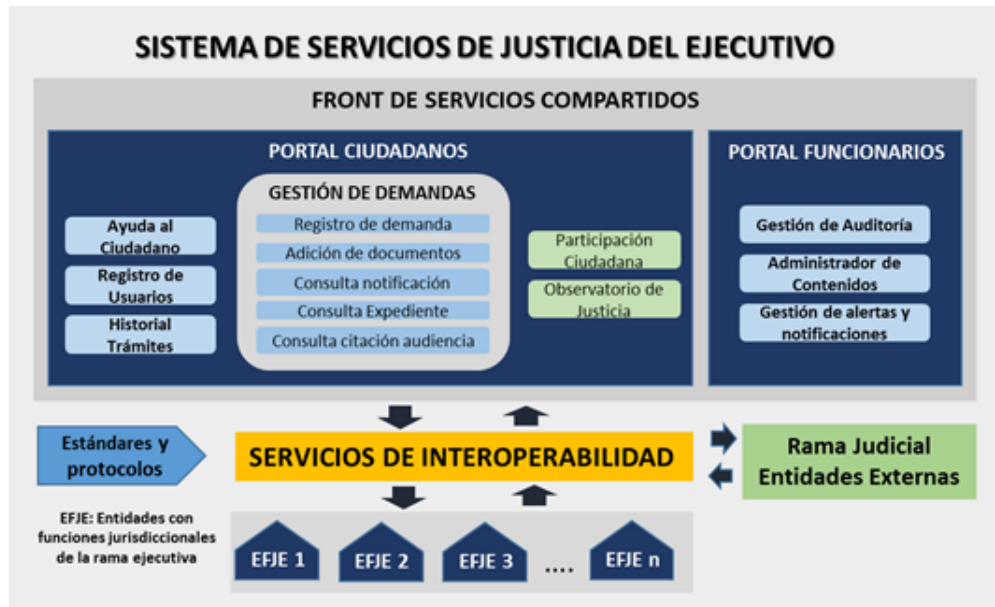 SISTEMA DE SERVICIOS DE JUSTICIA DEL EJECUTIVO
FRONT DE SERVICIOS COMPARTIDOS
PORTAL CIUDADANOS
Ayuda al
Ciudadano
Registro de
Usuarios
Historial
Trámites
GESTIÓN DE DEMANDAS
Registro de demanda
Adición de documentos
Consulta notificación
Consulta Expediente
Consulta citación audiencia
Participación
Ciudadana
Observatorio de
Justicia
PORTAL FUNCIONARIOS
Gestión de Auditoría
Administrador de
Contenidos
Gestión de alertas y
notificaciones
Estándares y
protocolos
SERVICIOS DE INTEROPERABILIDAD
Rama Judicial
Entidades Externas
EFJE: Entidades con
funciones jurisdiccionales
de la rama ejecutiva
EFJE 1
EFJE 2
EFJE 3
....
EFJE n